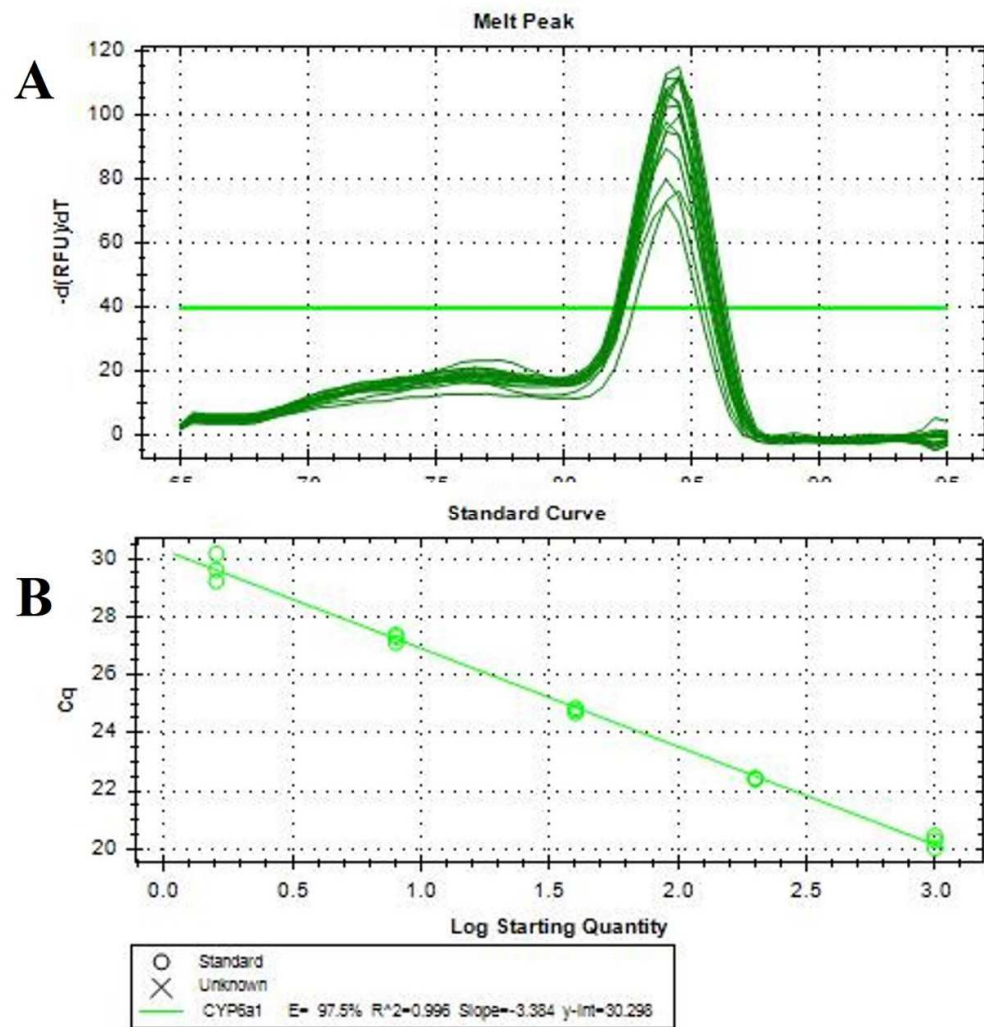 Melt Peak
A
120
100
80
60
40
20
0
-d(RFU)/dT
65 70 75 80 85 90 95
Standard Curve
B
30
28
26
24
22
20
Cq
0.0 0.5 1.0 1.5 2.0 2.5 3.0
Log Starting Quantity
Standard
Unknown
CYP6a1 E= 97.5% R^2=0.996 Slope=-3.384 y-int=30.298